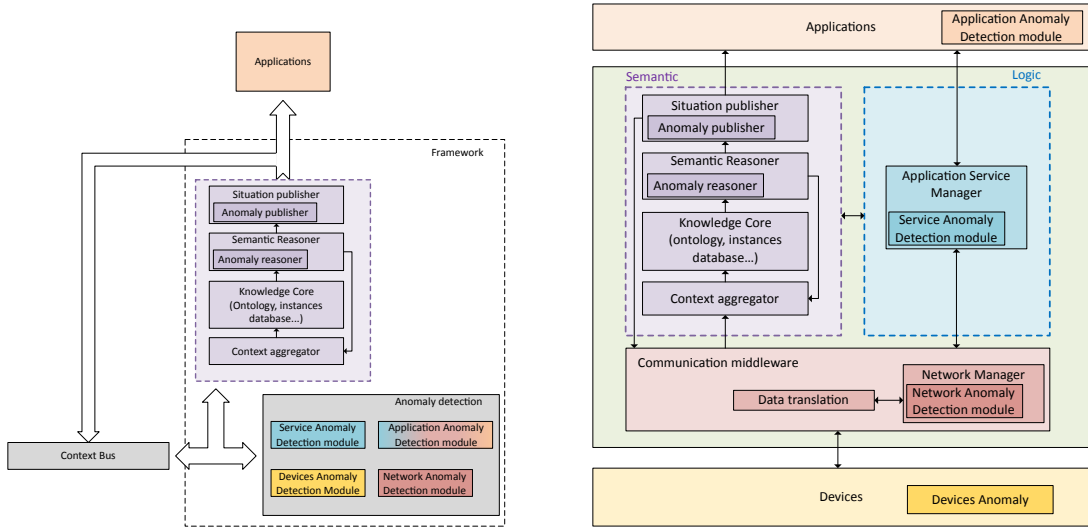 Applications
Framework
Situation publisher
Anomaly publisher
Semantic Reasoner
Anomaly reasoner
Knowledge Core
(Ontology, instances
database...)
Context aggregator
Anomaly detection
Service Anomaly
Detection module
Application Anomaly
Detection module
Devices Anomaly
Detection Module
Network Anomaly
Detection module
Context Bus
Applications
Application Anomaly
Detection module
Semantic
Logic
Situation publisher
Anomaly publisher
Semantic Reasoner
Anomaly reasoner
Knowledge Core
(ontology, instances
database...)
Context aggregator
Application Service
Manager
Service Anomaly
Detection module
Communication middleware
Data translation
Network Manager
Network Anomaly
Detection module
Devices
Devices Anomaly